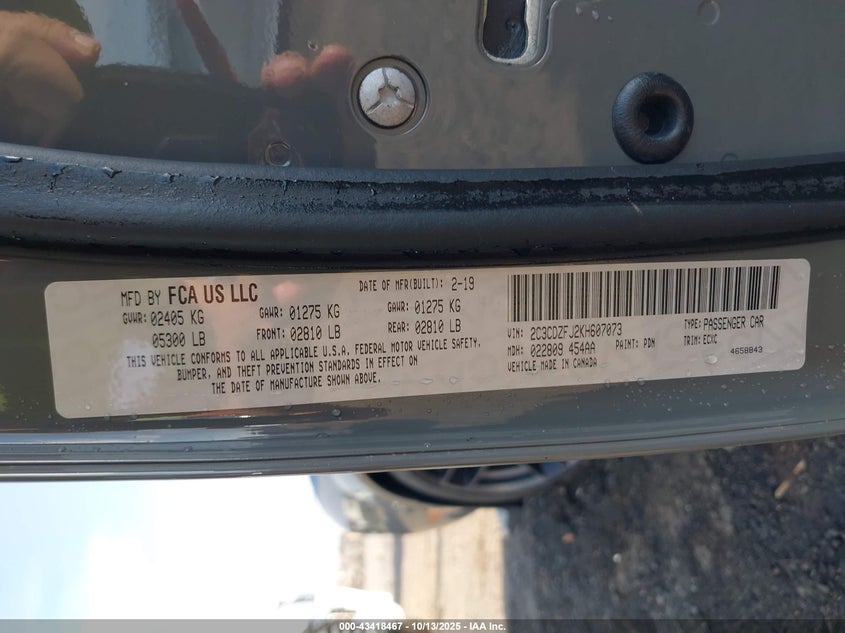 MFD BY FCA US LLC
DATE OF MFR(BUILT): 2-19
GVWR: 02405 KG
GAWR: 01275 KG
GAWR: 01275 KG
05300 LB
FRONT: 02810 LB
REAR: 02810 LB
THIS VEHICLE CONFORMS TO ALL APPLICABLE U.S.A. FEDERAL MOTOR VEHICLE SAFETY,
BUMPER, AND THEFT PREVENTION STANDARDS IN EFFECT ON
THE DATE OF MANUFACTURE SHOWN ABOVE.
VIN: 2C3CDZFJ2KH607073
TYPE: PASSENGER CAR
MDH: 022809 454AA
PAINT: PDN
TRIM: ECXC
VEHICLE MADE IN CANADA
4658843
000-43418467 - 10/13/2025 - IAA Inc.